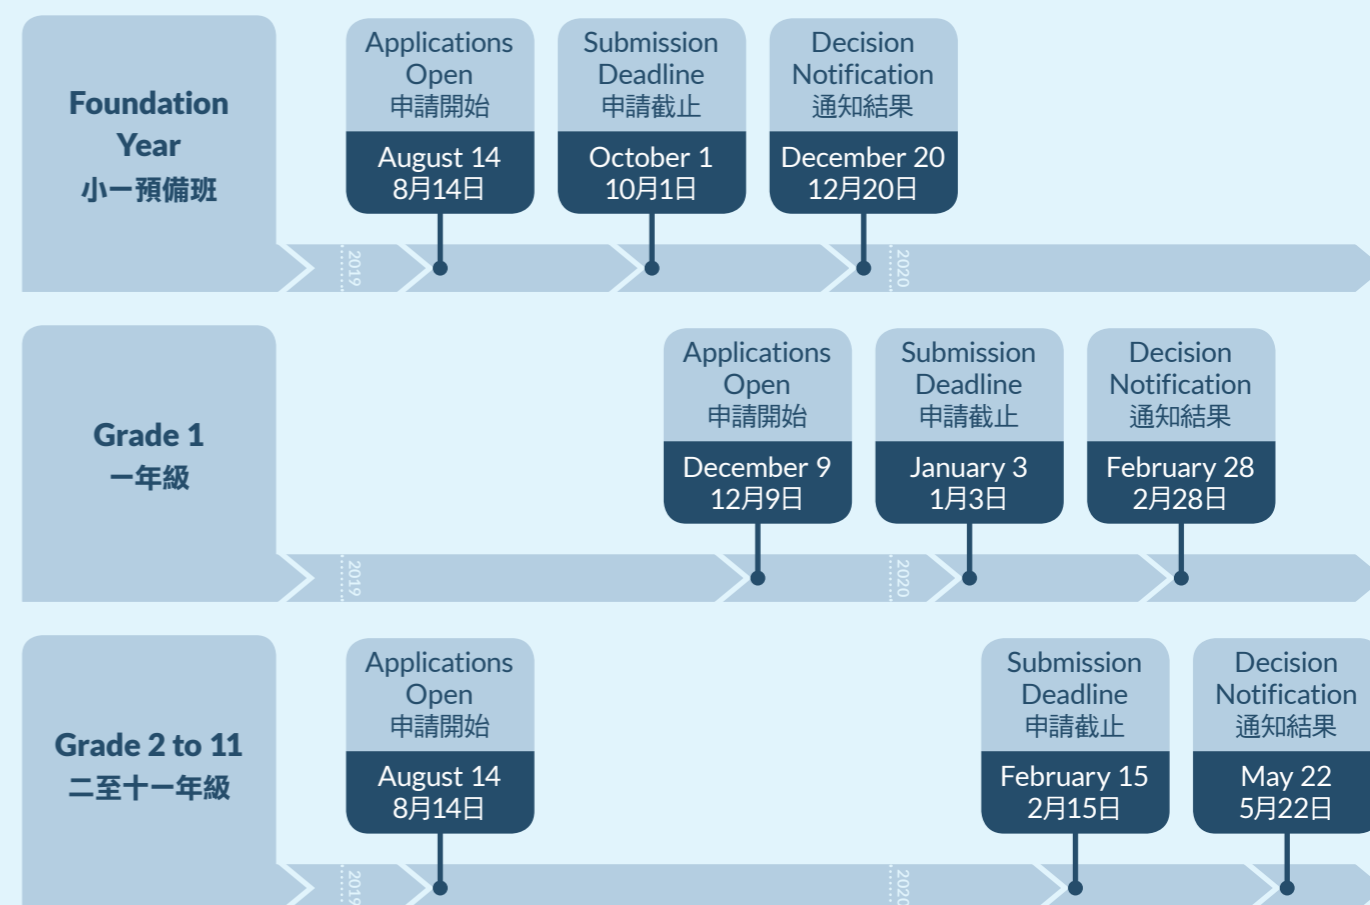 Foundation
Year
小一預備班
Applications
Open
申請開始
August 14
8月14日
Submission
Deadline
申請截止
October 1
10月1日
Decision
Notification
通知結果
December 20
12月20日
2019
2020
Grade 1
一年級
Applications
Open
申請開始
December 9
12月9日
Submission
Deadline
申請截止
January 3
1月3日
Decision
Notification
通知結果
February 28
2月28日
2019
2020
Grade 2 to 11
二至十一年級
Applications
Open
申請開始
August 14
8月14日
Submission
Deadline
申請截止
February 15
2月15日
Decision
Notification
通知結果
May 22
5月22日
2019
2020